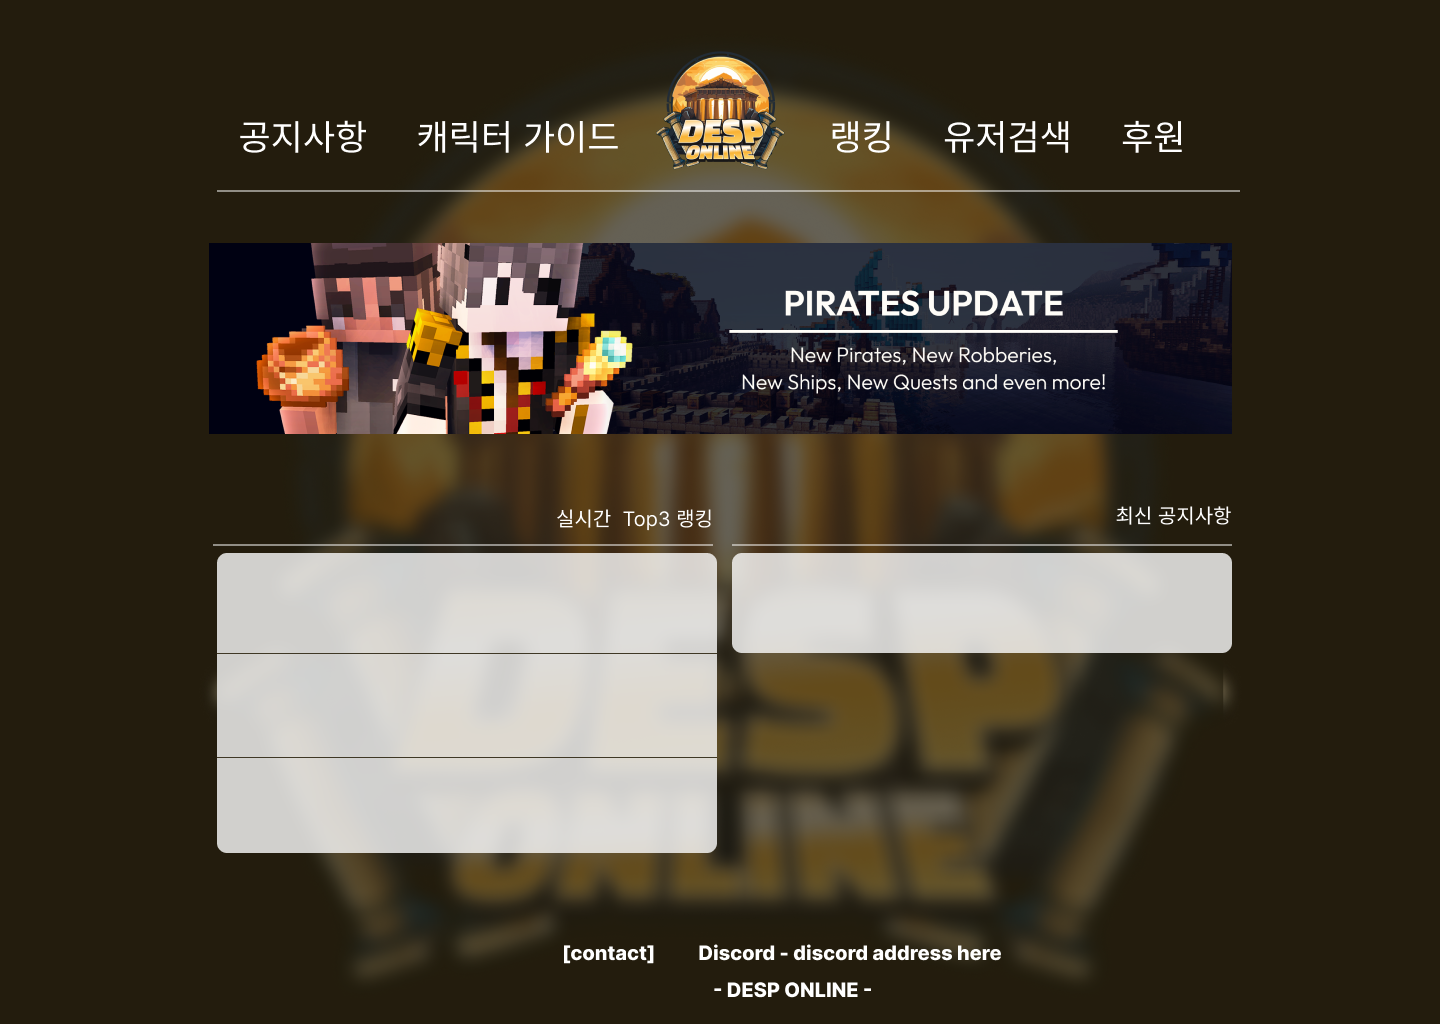 공지사항
캐릭터 가이드
DESP
ONLINE
랭킹
유저검색
후원
PIRATES UPDATE
New Pirates, New Robberies,
New Ships, New Quests and even more!
실시간 Top3 랭킹
최신 공지사항
DESP
ONLINE
[contact] Discord - discord address here
- DESP ONLINE -